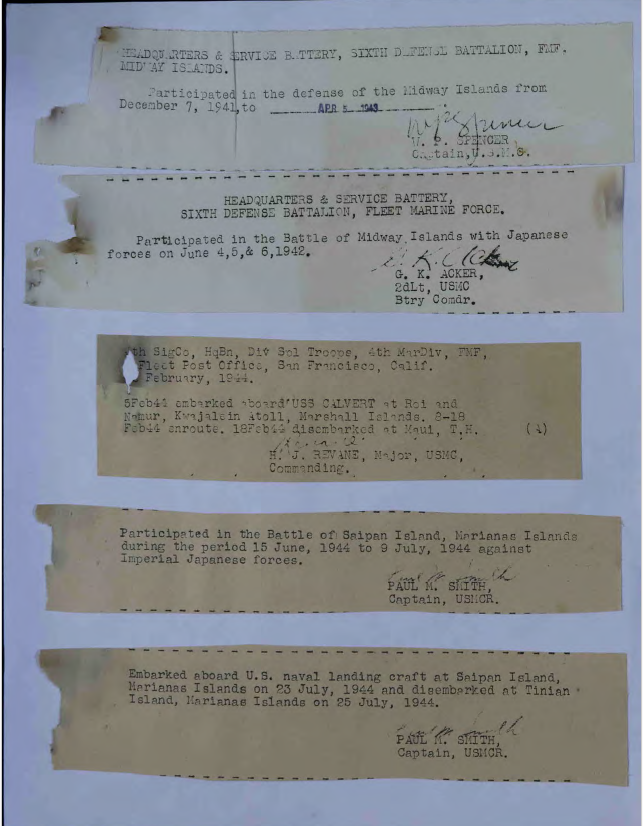 HEADQUARTERS & SERVICE BATTERY, SIXTH DEFENSE BATTALION, FMF.
MIDWAY ISLANDS.
Participated in the defense of the Midway Islands from
December 7, 1941, to APR 5 1943
W. P. Spencer
W. P. SPENCER
Captain, U.S.M.C.
HEADQUARTERS & SERVICE BATTERY,
SIXTH DEFENSE BATTALION, FLEET MARINE FORCE.
Participated in the Battle of Midway Islands with Japanese
forces on June 4,5,& 6,1942.
G. K. Acker
G. K. ACKER,
2dLt, USMC
Btry Comdr.
4th SigCo, HqBn, Div Spl Troops, 4th MarDiv, FMF,
Fleet Post Office, San Francisco, Calif.
February, 1944.
5Feb44 embarked aboard USS CALVERT at Roi and
Namur, Kwajalein Atoll, Marshall Islands. 8-18
Feb44 enroute. 18Feb44 disembarked at Maui, T.H. (A)
H. J. REVANE, Major, USMC,
Commanding.
Participated in the Battle of Saipan Island, Marianas Islands
during the period 15 June, 1944 to 9 July, 1944 against
Imperial Japanese forces.
Paul M. Smith
PAUL M. SMITH,
Captain, USMCR.
Embarked aboard U.S. naval landing craft at Saipan Island,
Marianas Islands on 23 July, 1944 and disembarked at Tinian
Island, Marianas Islands on 25 July, 1944.
Paul M. Smith
PAUL M. SMITH,
Captain, USMCR.